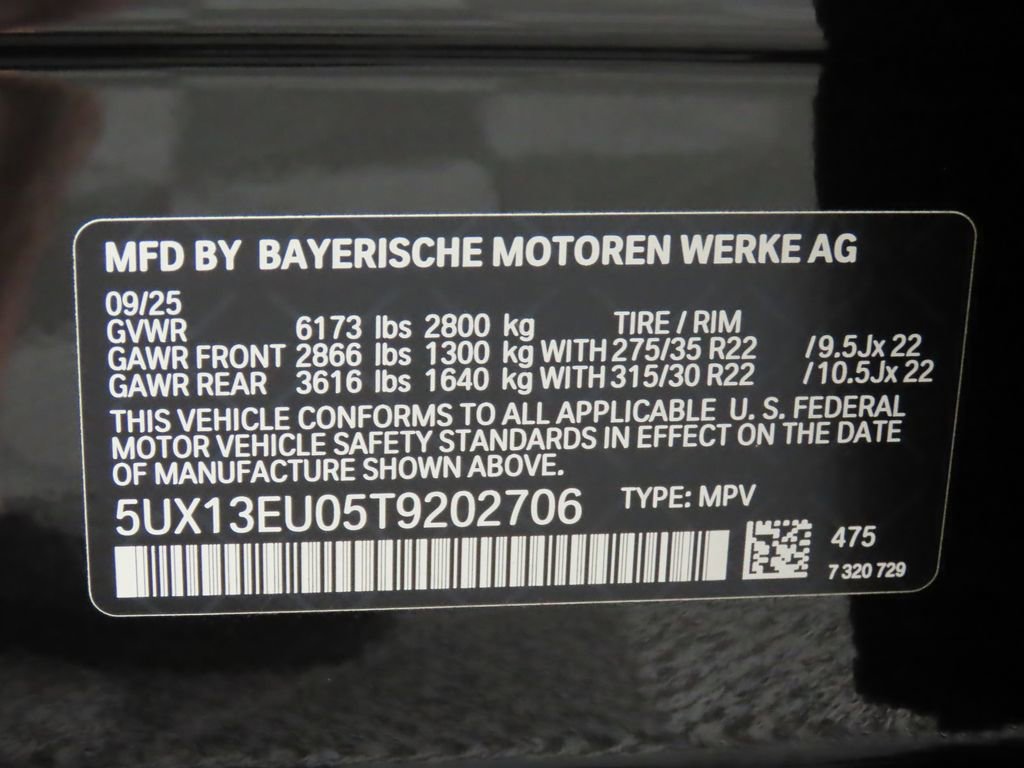 MFD BY BAYERISCHE MOTOREN WERKE AG
09/25
GVWR 6173 lbs 2800 kg TIRE / RIM
GAWR FRONT 2866 lbs 1300 kg WITH 275/35 R22 /9.5Jx 22
GAWR REAR 3616 lbs 1640 kg WITH 315/30 R22 /10.5Jx 22
THIS VEHICLE CONFORMS TO ALL APPLICABLE U. S. FEDERAL
MOTOR VEHICLE SAFETY STANDARDS IN EFFECT ON THE DATE
OF MANUFACTURE SHOWN ABOVE.
5UX13EU05T9202706 TYPE: MPV
475
7 320 729